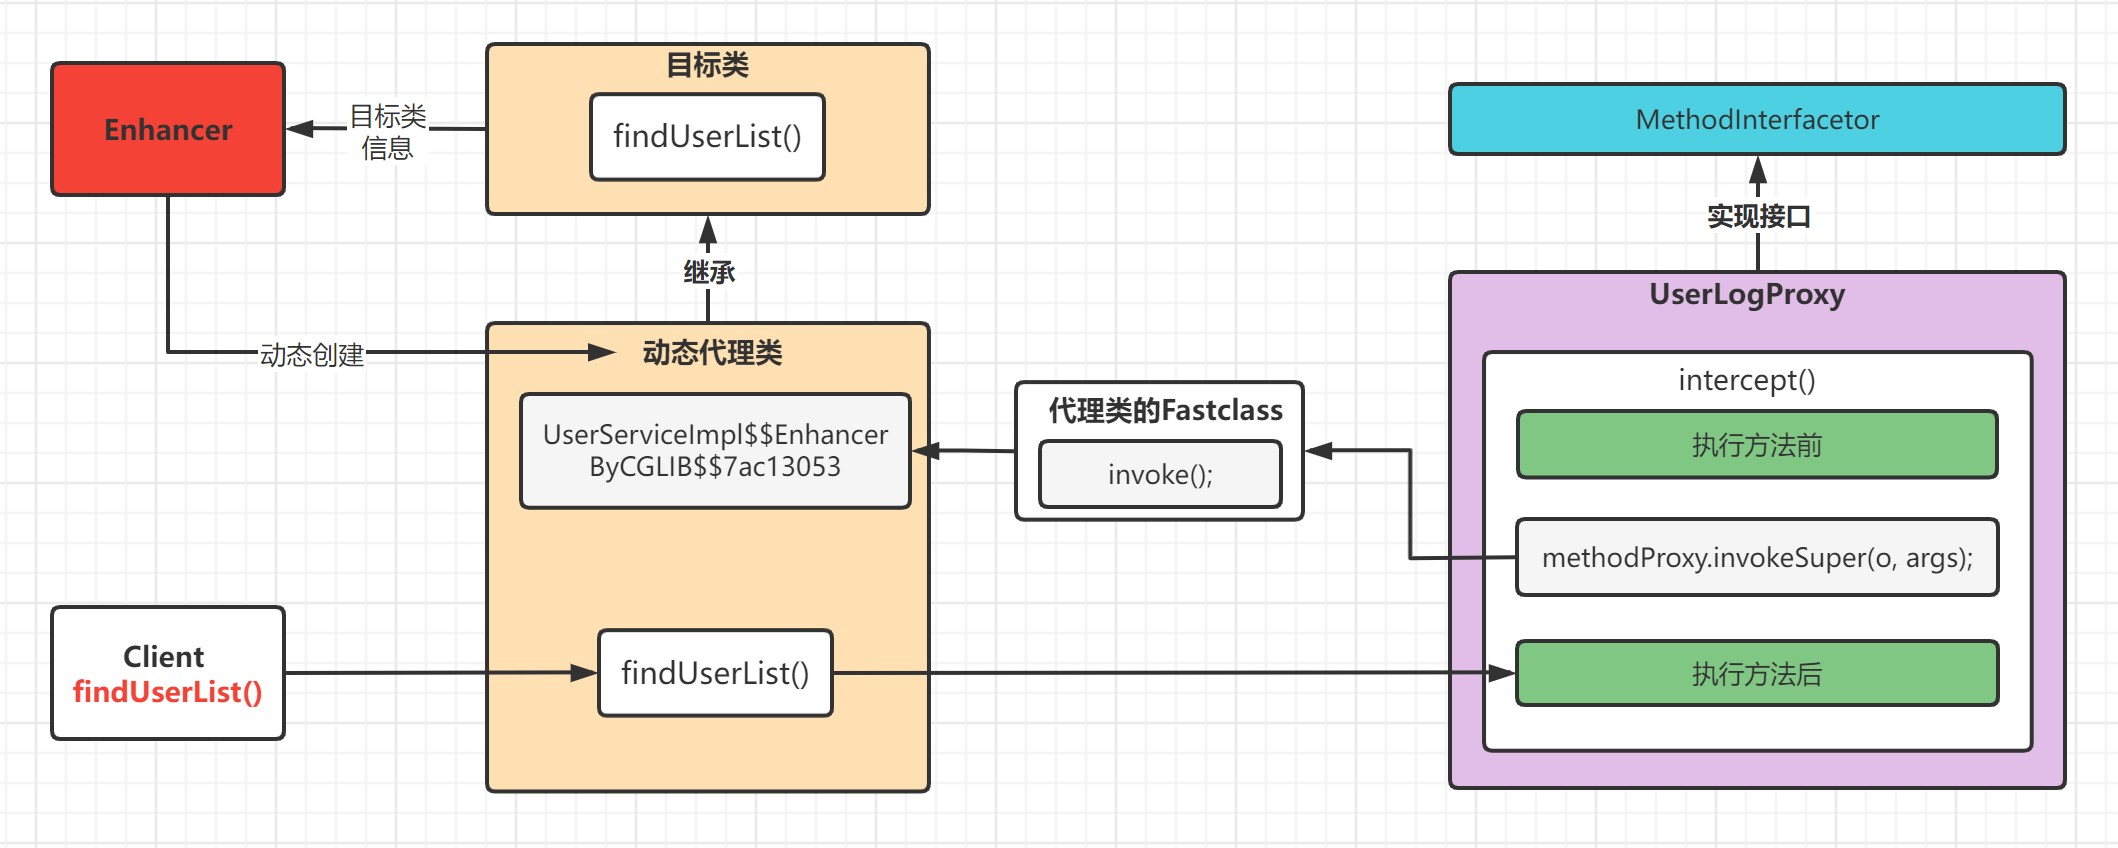 Enhancer
目标类
信息
目标类
findUserList()
继承
动态创建
动态代理类
UserServiceImpl$$Enhancer
ByCGLIB$$7ac13053
findUserList()
Client
findUserList()
代理类的Fastclass
invoke();
MethodInterfacetor
实现接口
UserLogProxy
intercept()
执行方法前
methodProxy.invokeSuper(o, args);
执行方法后